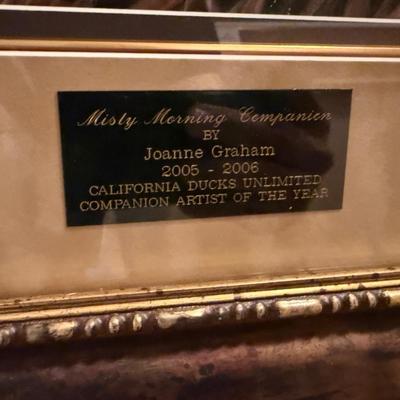 Misty Morning Companion
BY
Joanne Graham
2005 - 2006
CALIFORNIA DUCKS UNLIMITED
COMPANION ARTIST OF THE YEAR